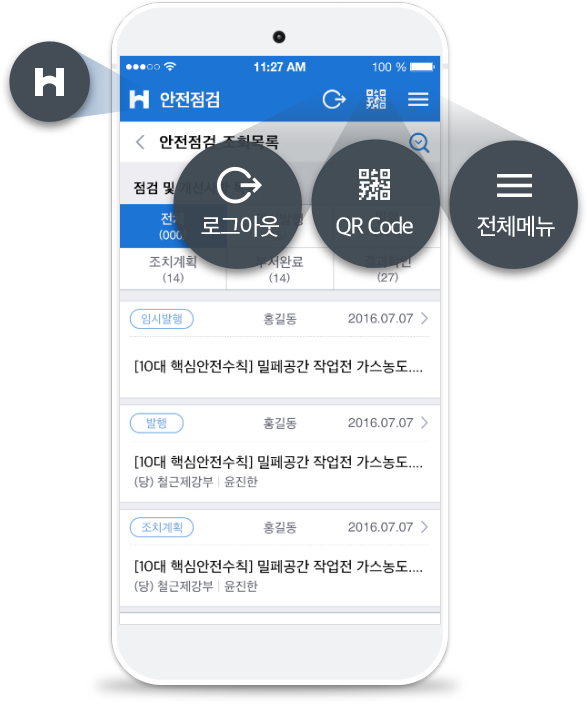 11:27 AM 100 %
H 안전점검
H
안전점검 조회목록
로그아웃
QR Code
전체메뉴
점검 및
(000
조치계획
(14)
부서완료
(14)
(27)
임시발행 홍길동 2016.07.07
[10대 핵심안전수칙] 밀폐공간 작업전 가스농도....
발행 홍길동 2016.07.07
[10대 핵심안전수칙] 밀폐공간 작업전 가스농도....
(당) 철근제강부 | 윤진한
조치계획 홍길동 2016.07.07
[10대 핵심안전수칙] 밀폐공간 작업전 가스농도....
(당) 철근제강부 | 윤진한